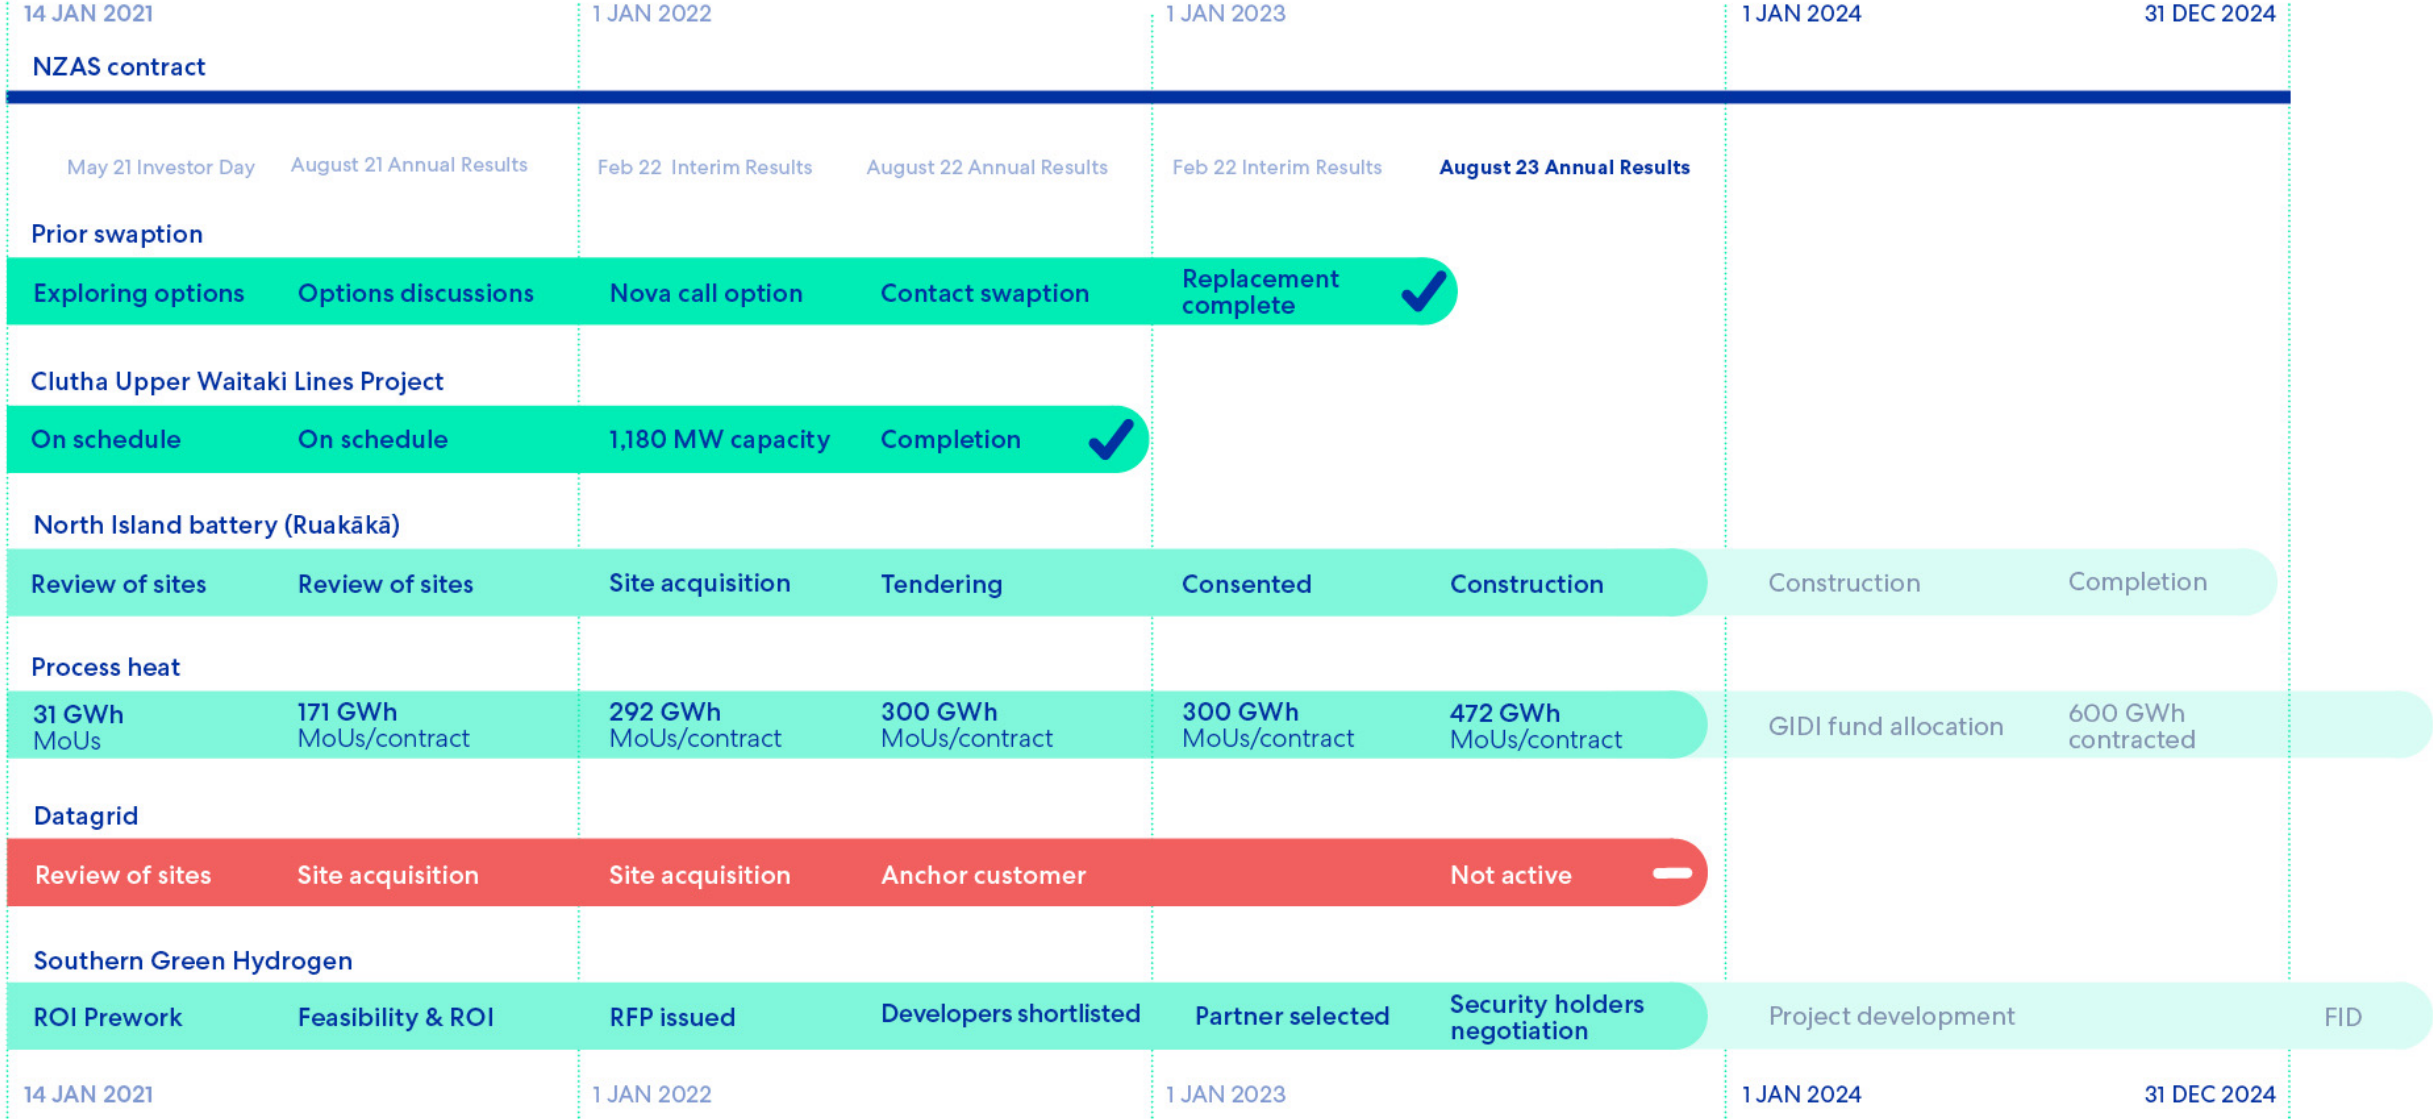 14 JAN 2021 1 JAN 2022 1 JAN 2023 1 JAN 2024 31 DEC 2024
NZAS contract
May 21 Investor Day August 21 Annual Results Feb 22 Interim Results August 22 Annual Results Feb 22 Interim Results August 23 Annual Results
Prior swaption
Exploring options Options discussions Nova call option Contact swaption Replacement
complete
Clutha Upper Waitaki Lines Project
On schedule On schedule 1,180 MW capacity Completion
North Island battery (Ruakākā)
Review of sites Review of sites Site acquisition Tendering Consented Construction Construction Completion
Process heat
31 GWh 171 GWh 292 GWh 300 GWh 300 GWh 472 GWh GIDI fund allocation 600 GWh
MoUs MoUs/contract MoUs/contract MoUs/contract MoUs/contract MoUs/contract contracted
Datagrid
Review of sites Site acquisition Site acquisition Anchor customer Not active
Southern Green Hydrogen
ROI Prework Feasibility & ROI RFP issued Developers shortlisted Partner selected Security holders Project development FID
negotiation
14 JAN 2021 1 JAN 2022 1 JAN 2023 1 JAN 2024 31 DEC 2024